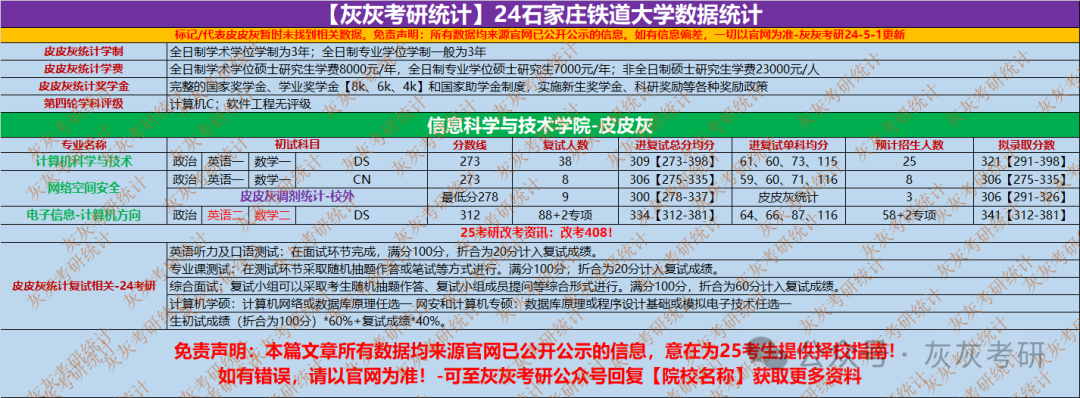 【灰灰考研统计】24石家庄铁道大学数据统计
标记/代表皮皮灰暂时未找到相关数据。免责声明：所有数据均来源官网已公开公示的信息。如有信息偏差，一切以官网为准-灰灰考研24-5-1更新
皮皮灰统计学制 全日制学术学位学制为3年；全日制专业学位学制一般为3年
皮皮灰统计学费 全日制学术学位硕士研究生学费8000元/年，全日制专业学位硕士研究生7000元/年；非全日制硕士研究生学费23000元/人
皮皮灰统计奖学金 完整的国家奖学金、学业奖学金【8k、6k、4k】和国家助学金制度，实施新生奖学金、科研奖励等各种奖励政策
第四轮学科评级 计算机C；软件工程无评级
信息科学与技术学院-皮皮灰
专业名称 初试科目 分数线 复试人数 进复试总分均分 进复试单科均分 预计招生人数 拟录取分数
计算机科学与技术 政治 英语一 数学一 DS 273 38 309【273-398】 61、60、73、115 25 321【291-398】
网络空间安全 政治 英语一 数学一 CN 273 8 306【275-335】 59、60、71、116 8 306【275-335】
皮皮灰调剂统计-校外 最低分278 9 300【278-337】 皮皮灰统计 3 306【291-326】
电子信息-计算机方向 政治 英语二 数学二 DS 312 88+2专项 334【312-381】 64、66、87、116 58+2专项 341【312-381】
25考研改考资讯：改考408！
皮皮灰统计复试相关-24考研
英语听力及口语测试：在面试环节完成，满分100分，折合为20分计入复试成绩。
专业课测试：在测试环节采取随机抽题作答或笔试等方式进行。满分100分，折合为20分计入复试成绩。
综合面试：复试小组可以采取考生随机抽题作答、复试小组成员提问等综合形式进行。满分100分，折合为60分计入复试成绩。
计算机学硕：计算机网络或数据库原理任选一 网安和计算机专硕：数据库原理或程序设计基础或模拟电子技术任选一
生初试成绩（折合为100分）*60%+复试成绩*40%。
免责声明：本篇文章所有数据均来源官网已公开公示的信息，意在为25考生提供择校指南！
如有错误，请以官网为准！-可至灰灰考研公众号回复【院校名称】获取更多资料
公众号·灰灰考研
灰灰考研统计